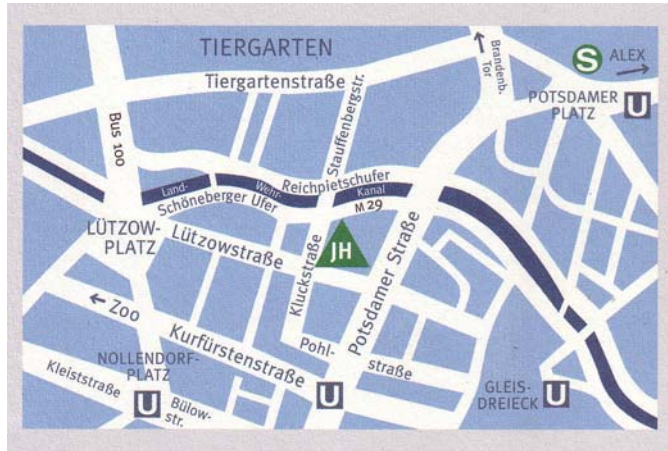 TIERGARTEN
Tiergartenstraße
Brandenb.
Tor
S
ALEX
POTSDAMER
PLATZ
U
Bus 100
Stauffenbergstr.
Land-
Wehr-
Kanal
Reichpietschufer
Schöneberger Ufer
M 29
LÜTZOW-
PLATZ
Lützowstraße
Kluckstraße
JH
Potsdamer Straße
Zoo
Kurfürstenstraße
Pohl-
straße
NOLLENDORF-
PLATZ
U
Kleiststraße
Bülow-
str.
U
GLEIS-
DREIECK
U